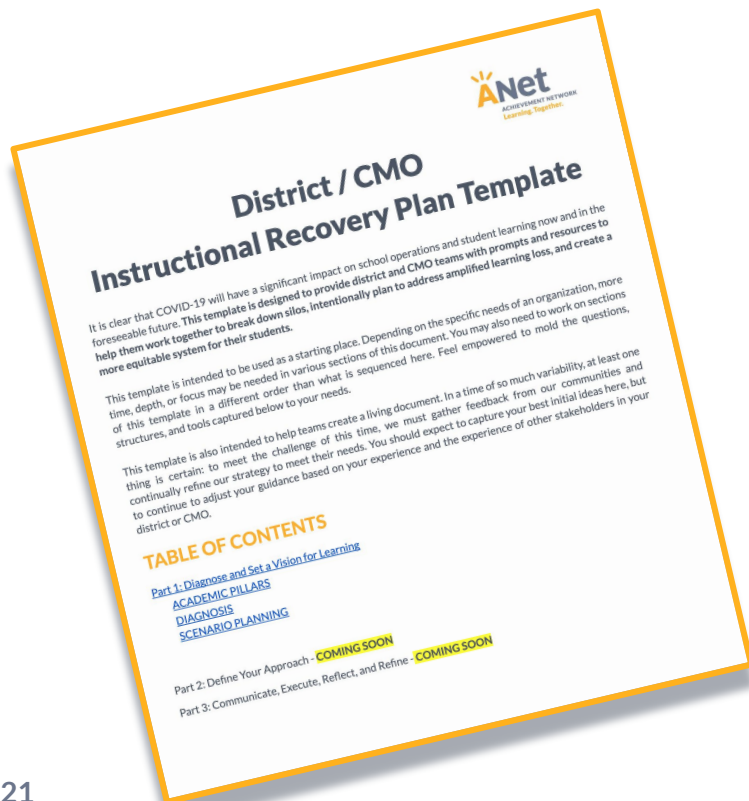 ANet
ACHIEVEMENT NETWORK
Learning. Together.
District / CMO
Instructional Recovery Plan Template
It is clear that COVID-19 will have a significant impact on school operations and student learning now and in the
foreseeable future. This template is designed to provide district and CMO teams with prompts and resources to
help them work together to break down silos, intentionally plan to address amplified learning loss, and create a
more equitable system for their students.
This template is intended to be used as a starting place. Depending on the specific needs of an organization, more
time, depth, or focus may be needed in various sections of this document. You may also need to work on sections
of this template in a different order than what is sequenced here. Feel empowered to mold the questions,
structures, and tools captured below to your needs.
This template is also intended to help teams create a living document. In a time of so much variability, at least one
thing is certain: to meet the challenge of this time, we must gather feedback from our communities and
continually refine our strategy to meet their needs. You should expect to capture your best initial ideas here, but
to continue to adjust your guidance based on your experience and the experience of other stakeholders in your
district or CMO.
TABLE OF CONTENTS
Part 1: Diagnose and Set a Vision for Learning
ACADEMIC PILLARS
DIAGNOSIS
SCENARIO PLANNING
Part 2: Define Your Approach - COMING SOON
Part 3: Communicate, Execute, Reflect, and Refine - COMING SOON
21